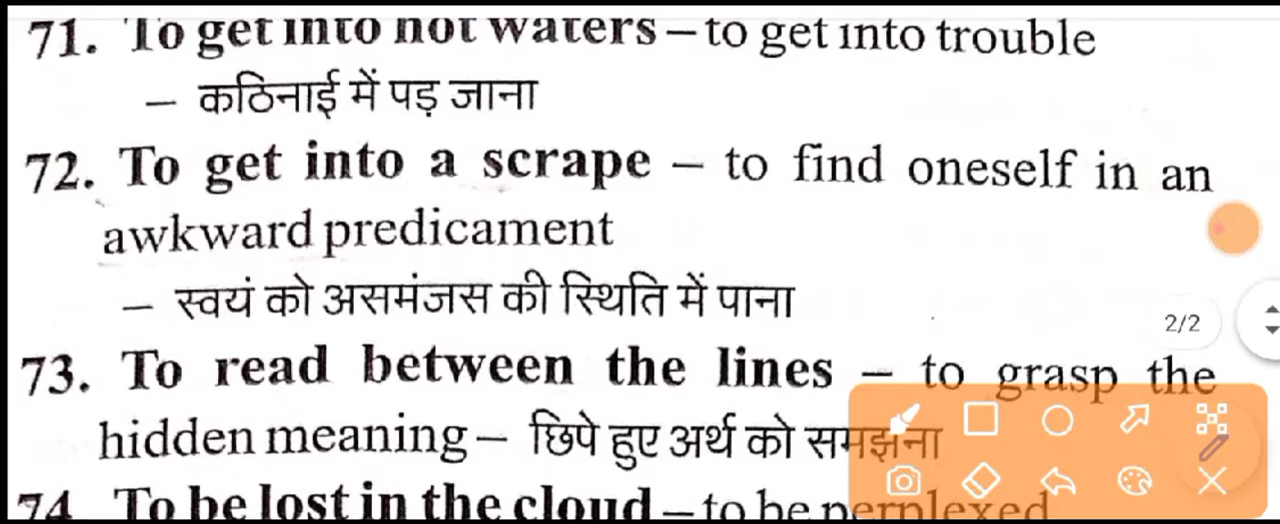 71. To get into hot waters – to get into trouble
– कठिनाई में पड़ जाना
72. To get into a scrape – to find oneself in an
awkward predicament
– स्वयं को असमंजस की स्थिति में पाना
2/2
73. To read between the lines – to grasp the
hidden meaning – छिपे हुए अर्थ को समझना
74 To be lost in the cloud – to be perplexed